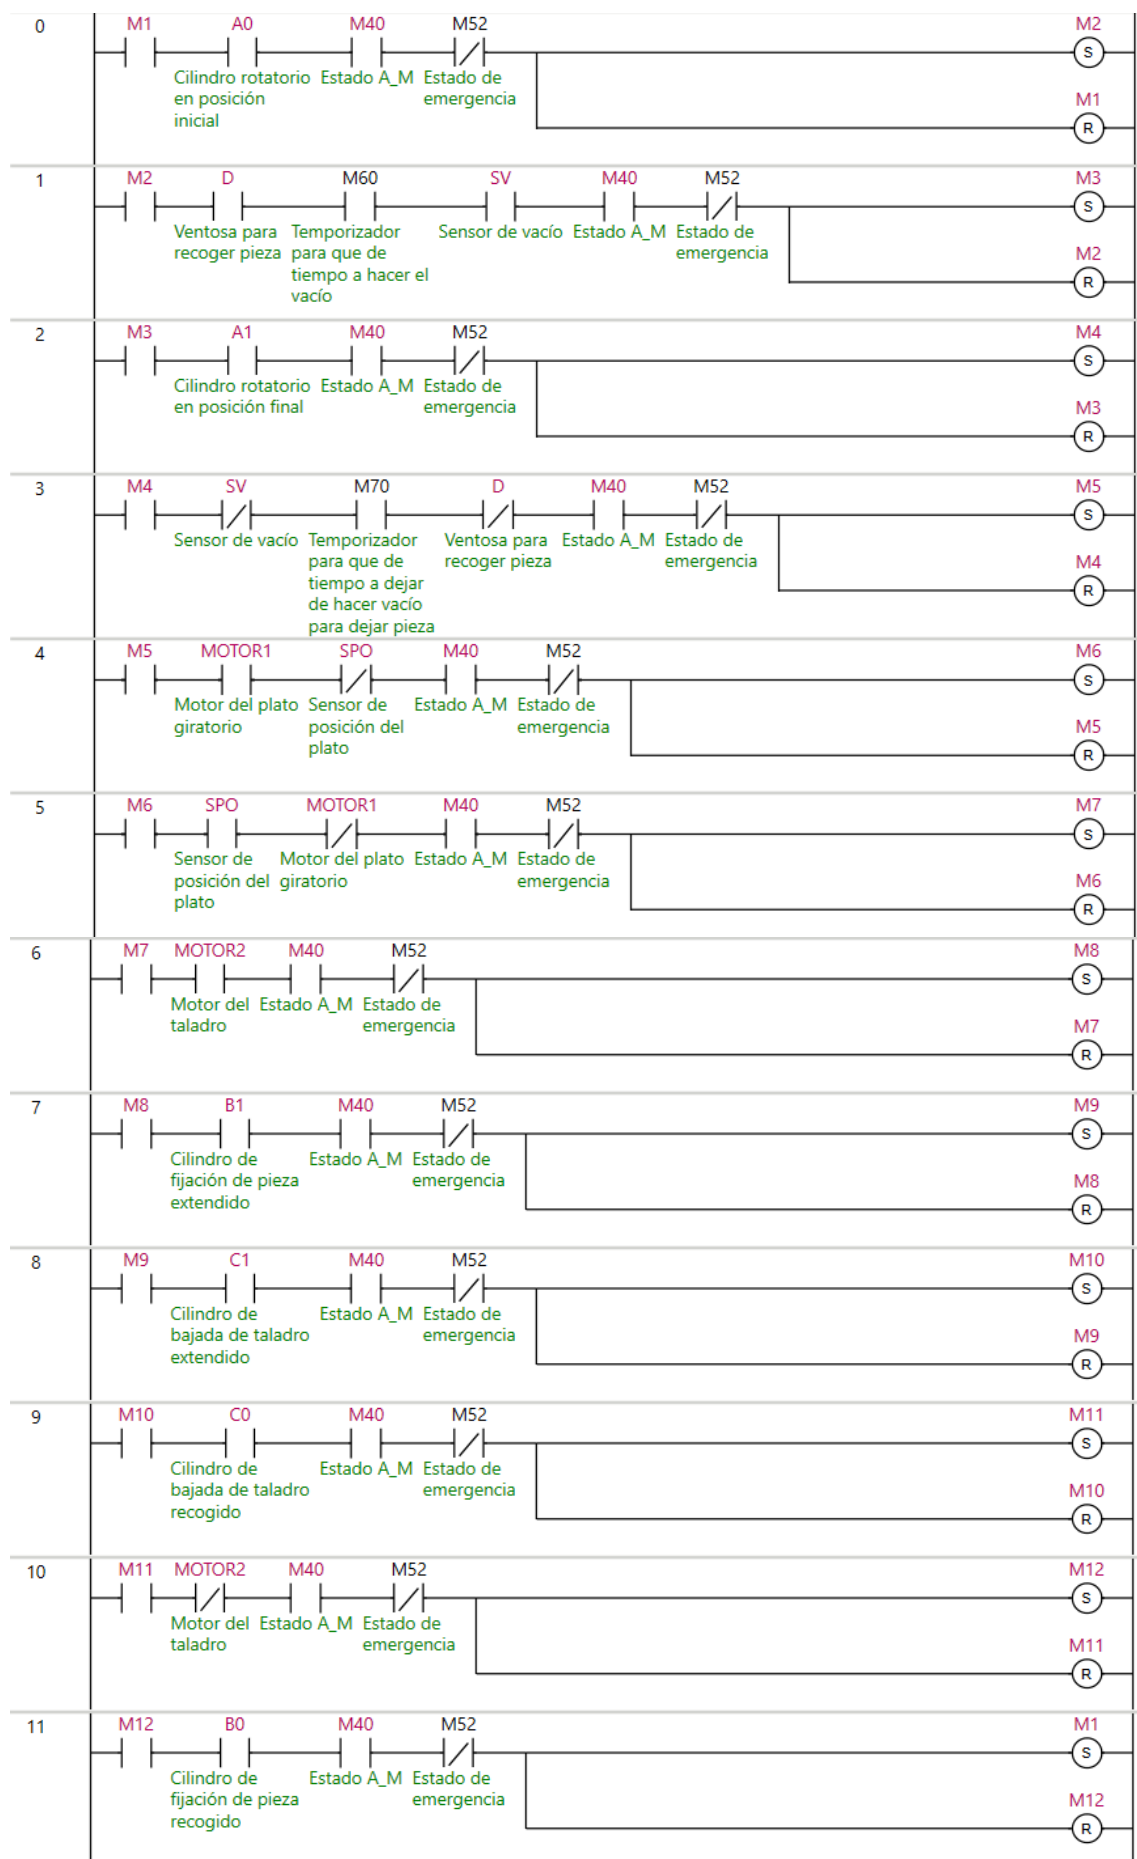 0
M1 A0 M40 M52 M2
S
Cilindro rotatorio Estado A_M Estado de
en posición emergencia M1
inicial
R
1
M2 D M60 SV M40 M52 M3
S
Ventosa para Temporizador Sensor de vacío Estado A_M Estado de
recoger pieza para que de emergencia M2
tiempo a hacer el
R
vacío
2
M3 A1 M40 M52 M4
S
Cilindro rotatorio Estado A_M Estado de
en posición final emergencia M3
R
3
M4 SV M70 D M40 M52 M5
S
Sensor de vacío Temporizador Ventosa para Estado A_M Estado de
para que de recoger pieza emergencia M4
tiempo a dejar
R
de hacer vacío
para dejar pieza
4
M5 MOTOR1 SPO M40 M52 M6
S
Motor del plato Sensor de Estado A_M Estado de
giratorio posición del emergencia M5
plato
R
5
M6 SPO MOTOR1 M40 M52 M7
S
Sensor de Motor del plato Estado A_M Estado de
posición del giratorio emergencia M6
plato
R
6
M7 MOTOR2 M40 M52 M8
S
Motor del Estado A_M Estado de
taladro emergencia M7
R
7
M8 B1 M40 M52 M9
S
Cilindro de Estado A_M Estado de
fijación de pieza emergencia M8
extendido
R
8
M9 C1 M40 M52 M10
S
Cilindro de Estado A_M Estado de
bajada de taladro emergencia M9
extendido
R
9
M10 C0 M40 M52 M11
S
Cilindro de Estado A_M Estado de
bajada de taladro emergencia M10
recogido
R
10
M11 MOTOR2 M40 M52 M12
S
Motor del Estado A_M Estado de
taladro emergencia M11
R
11
M12 B0 M40 M52 M1
S
Cilindro de Estado A_M Estado de
fijación de pieza emergencia M12
recogido
R